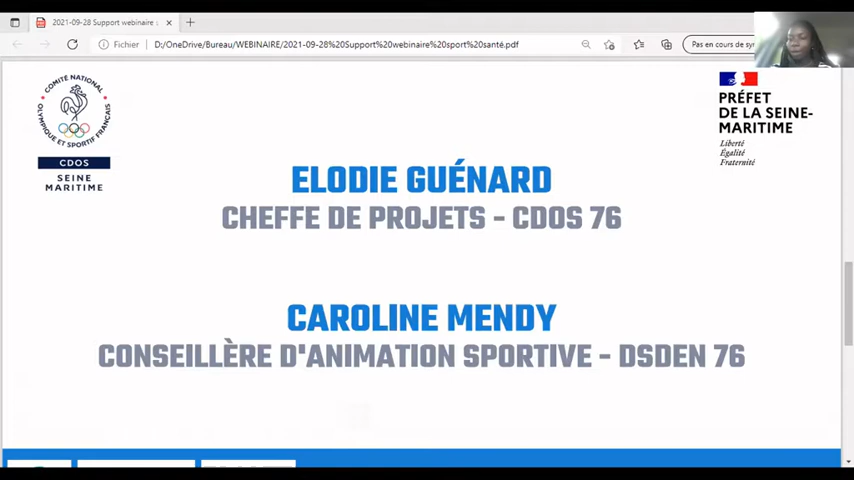 2021-09-28 Support webinaire :
Fichier
D:/OneDrive/Bureau/WEBINAIRE/2021-09-28%20Support%20webinaire%20sport%20santé.pdf
Pas en cours de syn
COMITÉ NATIONAL
OLYMPIQUE ET SPORTIF FRANÇAIS
CDOS
SEINE
MARITIME
PRÉFET
DE LA SEINE-
MARITIME
Liberté
Égalité
Fraternité
ELODIE GUÉNARD
CHEFFE DE PROJETS - CDOS 76
CAROLINE MENDY
CONSEILLÈRE D'ANIMATION SPORTIVE - DSDEN 76